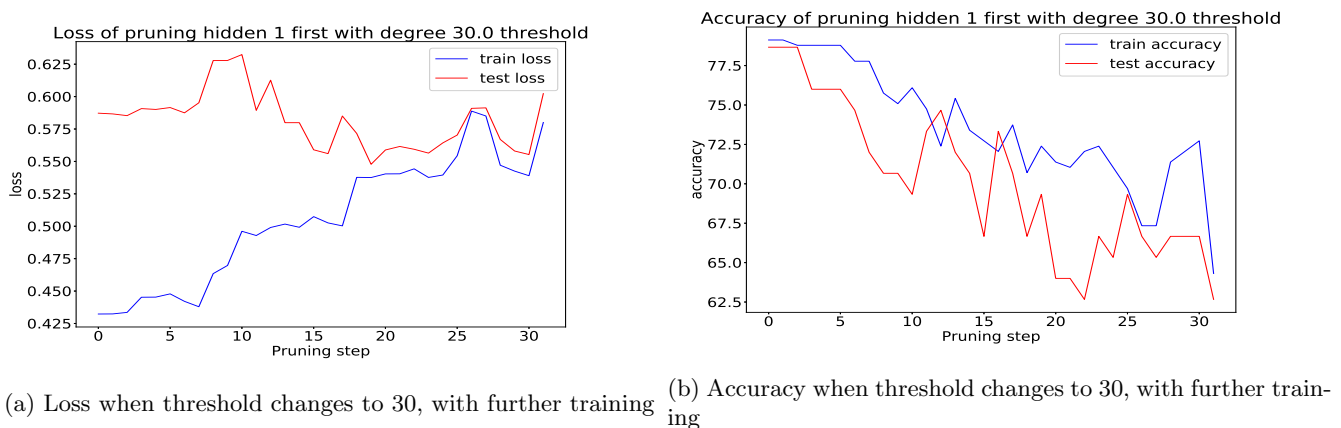 Loss of pruning hidden 1 first with degree 30.0 threshold
train loss
test loss
0.625
0.600
0.575
0.550
0.525
0.500
0.475
0.450
0.425
loss
0 5 10 15 20 25 30
Pruning step
(a) Loss when threshold changes to 30, with further training
Accuracy of pruning hidden 1 first with degree 30.0 threshold
train accuracy
test accuracy
77.5
75.0
72.5
70.0
67.5
65.0
62.5
accuracy
0 5 10 15 20 25 30
Pruning step
(b) Accuracy when threshold changes to 30, with further train-
ing